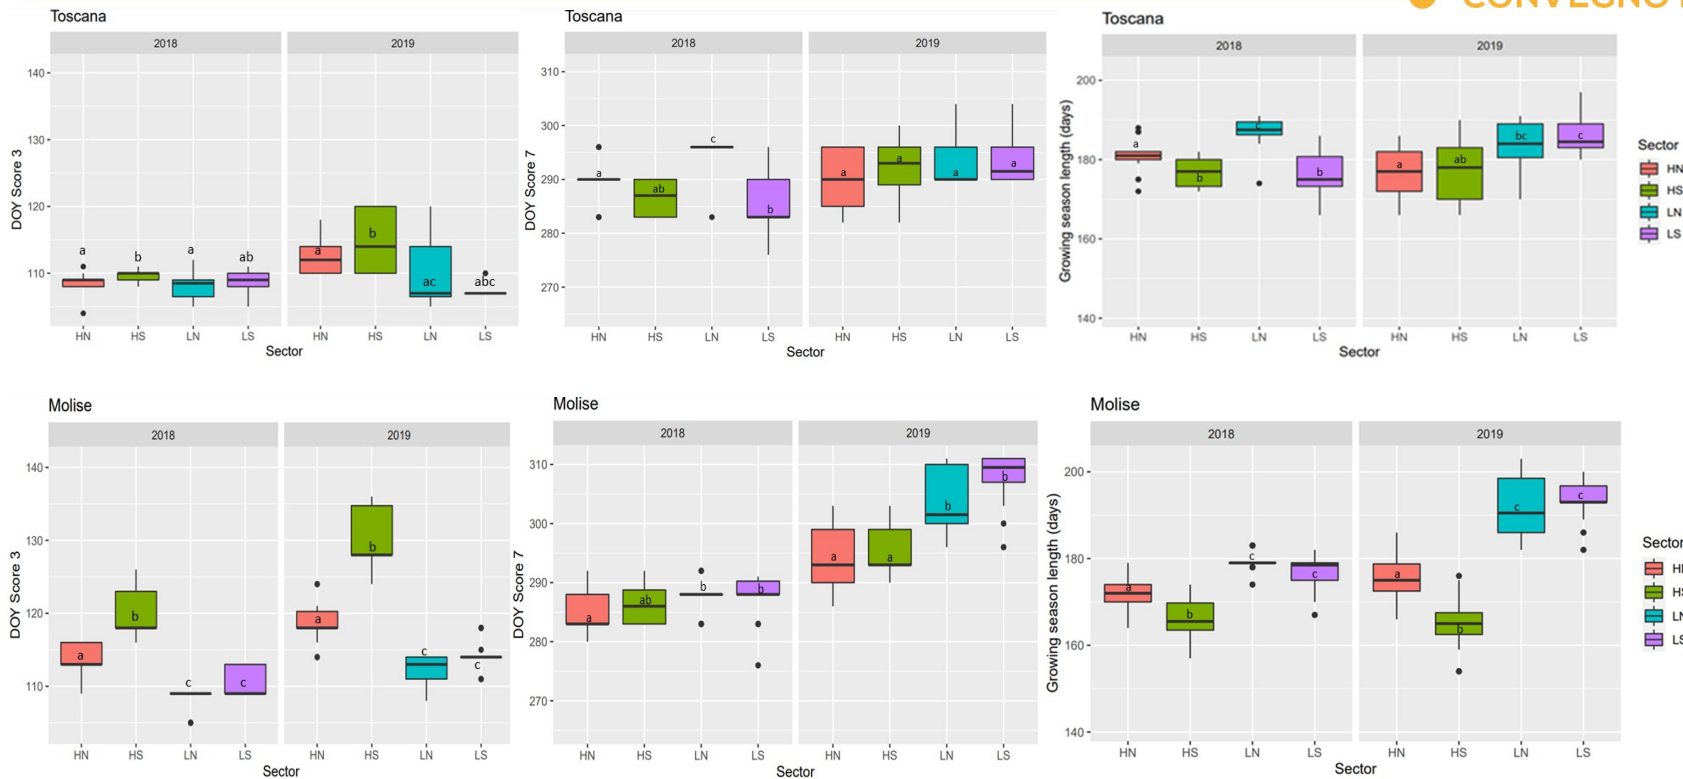 CONVEGNO
Toscana
2018
2019
DOY Score 3
140
130
120
110
a
b
a
ab
a
b
ac
abc
HN
HS
LN
LS
HN
HS
LN
LS
Sector
Toscana
2018
2019
DOY Score 7
310
300
290
280
270
a
ab
c
b
a
a
a
a
HN
HS
LN
LS
HN
HS
LN
LS
Sector
Toscana
2018
2019
Growing season length (days)
200
180
160
140
a
b
c
b
a
ab
bc
c
HN
HS
LN
LS
HN
HS
LN
LS
Sector
Sector
HN
HS
LN
LS
Molise
2018
2019
DOY Score 3
140
130
120
110
a
b
c
c
a
b
c
c
HN
HS
LN
LS
HN
HS
LN
LS
Sector
Molise
2018
2019
DOY Score 7
310
300
290
280
270
a
ab
b
b
a
a
b
b
HN
HS
LN
LS
HN
HS
LN
LS
Sector
Molise
2018
2019
Growing season length (days)
200
180
160
140
a
b
c
c
a
b
c
c
HN
HS
LN
LS
HN
HS
LN
LS
Sector
Sector